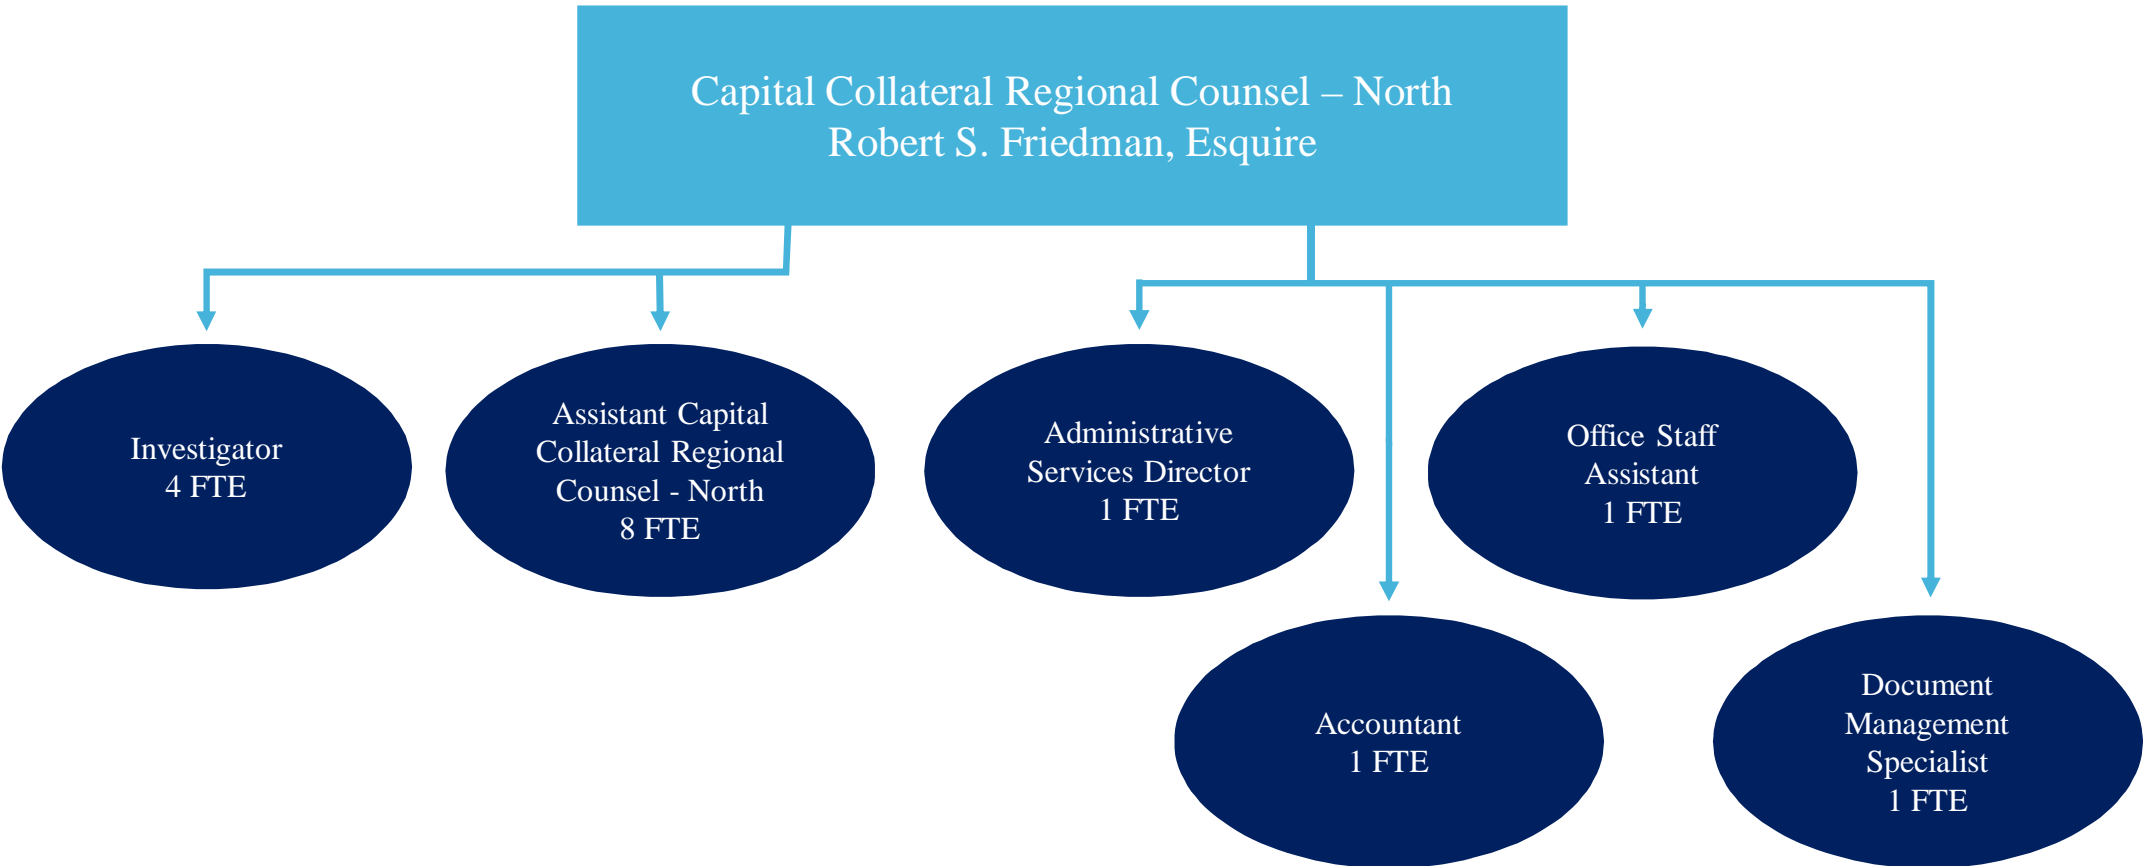 Capital Collateral Regional Counsel – North
Robert S. Friedman, Esquire
Investigator
4 FTE
Assistant Capital
Collateral Regional
Counsel - North
8 FTE
Administrative
Services Director
1 FTE
Office Staff
Assistant
1 FTE
Accountant
1 FTE
Document
Management
Specialist
1 FTE